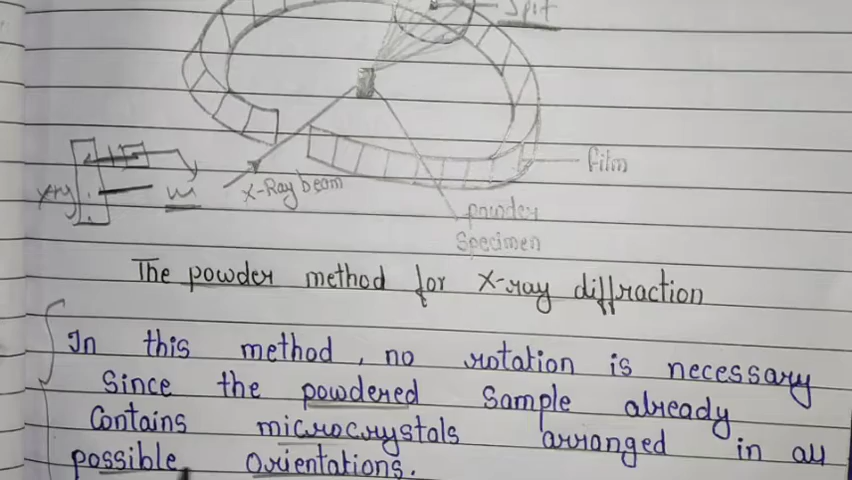 Spit
film
X-Ray beam
powder
Specimen
The powder method for X-ray diffraction
In this method, no rotation is necessary
Since the powdered Sample already
Contains microcrystals arranged in all
possible Orientations.